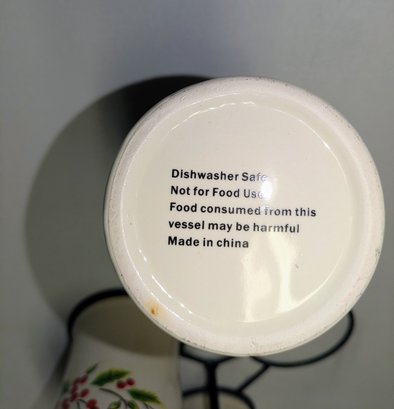 Dishwasher Safe
Not for Food Use
Food consumed from this
vessel may be harmful
Made in china